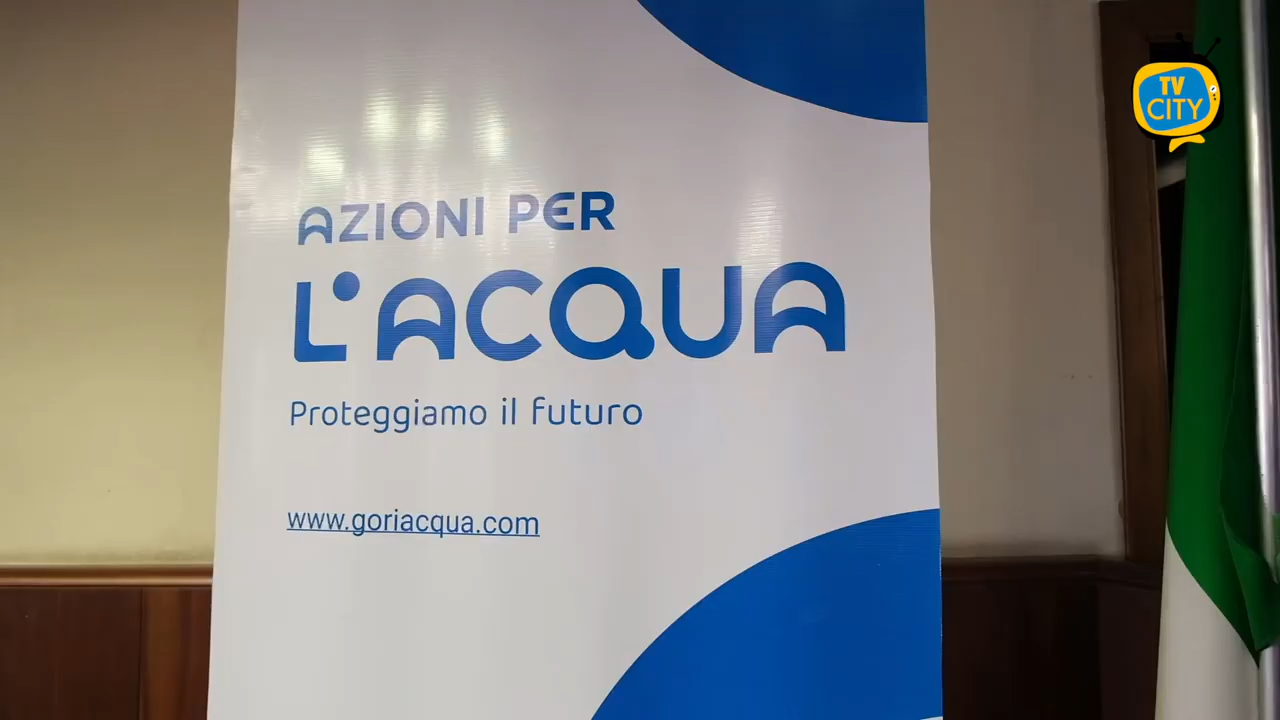 TV
CITY
AZIONI PER
L'ACQUA
Proteggiamo il futuro
www.goriacqua.com